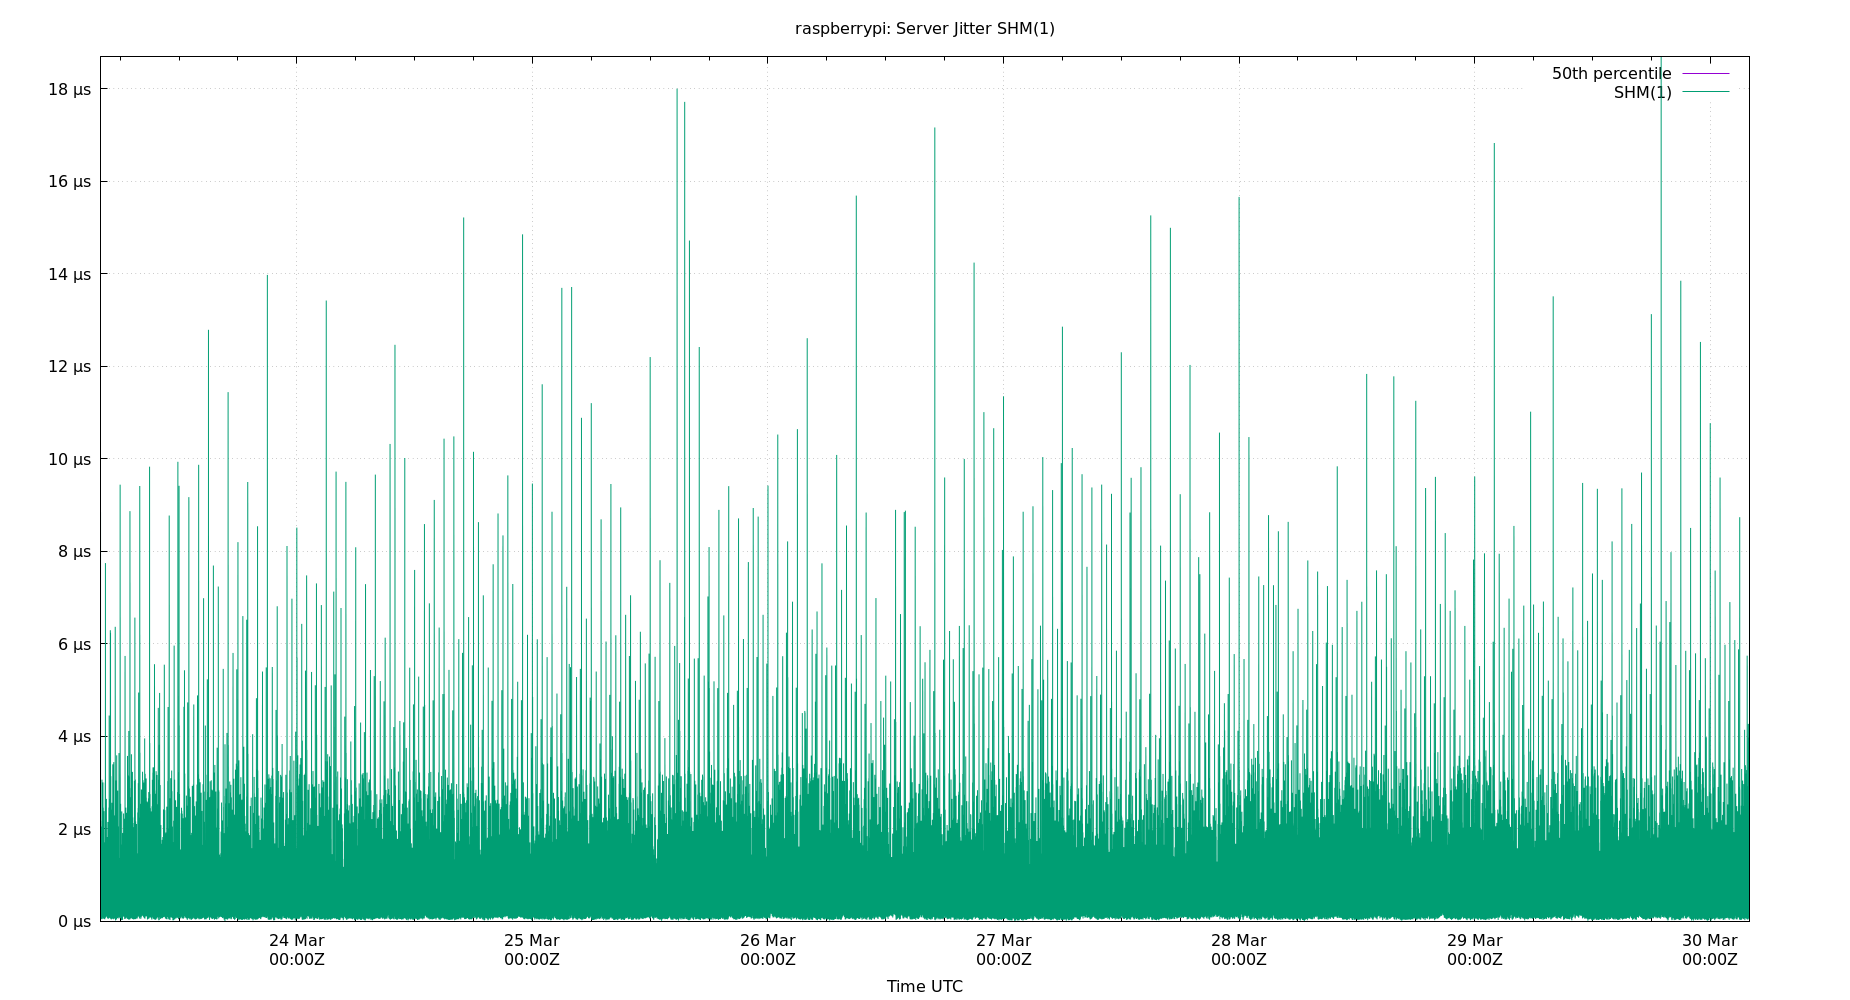 raspberrypi: Server Jitter SHM(1)
50th percentile
SHM(1)
18 µs
16 µs
14 µs
12 µs
10 µs
8 µs
6 µs
4 µs
2 µs
0 µs
24 Mar 25 Mar 26 Mar 27 Mar 28 Mar 29 Mar 30 Mar
00:00Z 00:00Z 00:00Z 00:00Z 00:00Z 00:00Z 00:00Z
Time UTC